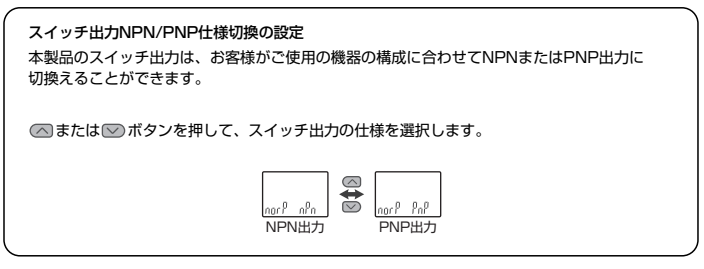 スイッチ出力NPN/PNP仕様切換の設定
本製品のスイッチ出力は、お客様がご使用の機器の構成に合わせてNPNまたはPNP出力に
切換えることができます。
または ボタンを押して、スイッチ出力の仕様を選択します。
norP nPn norP PnP
NPN出力 PNP出力